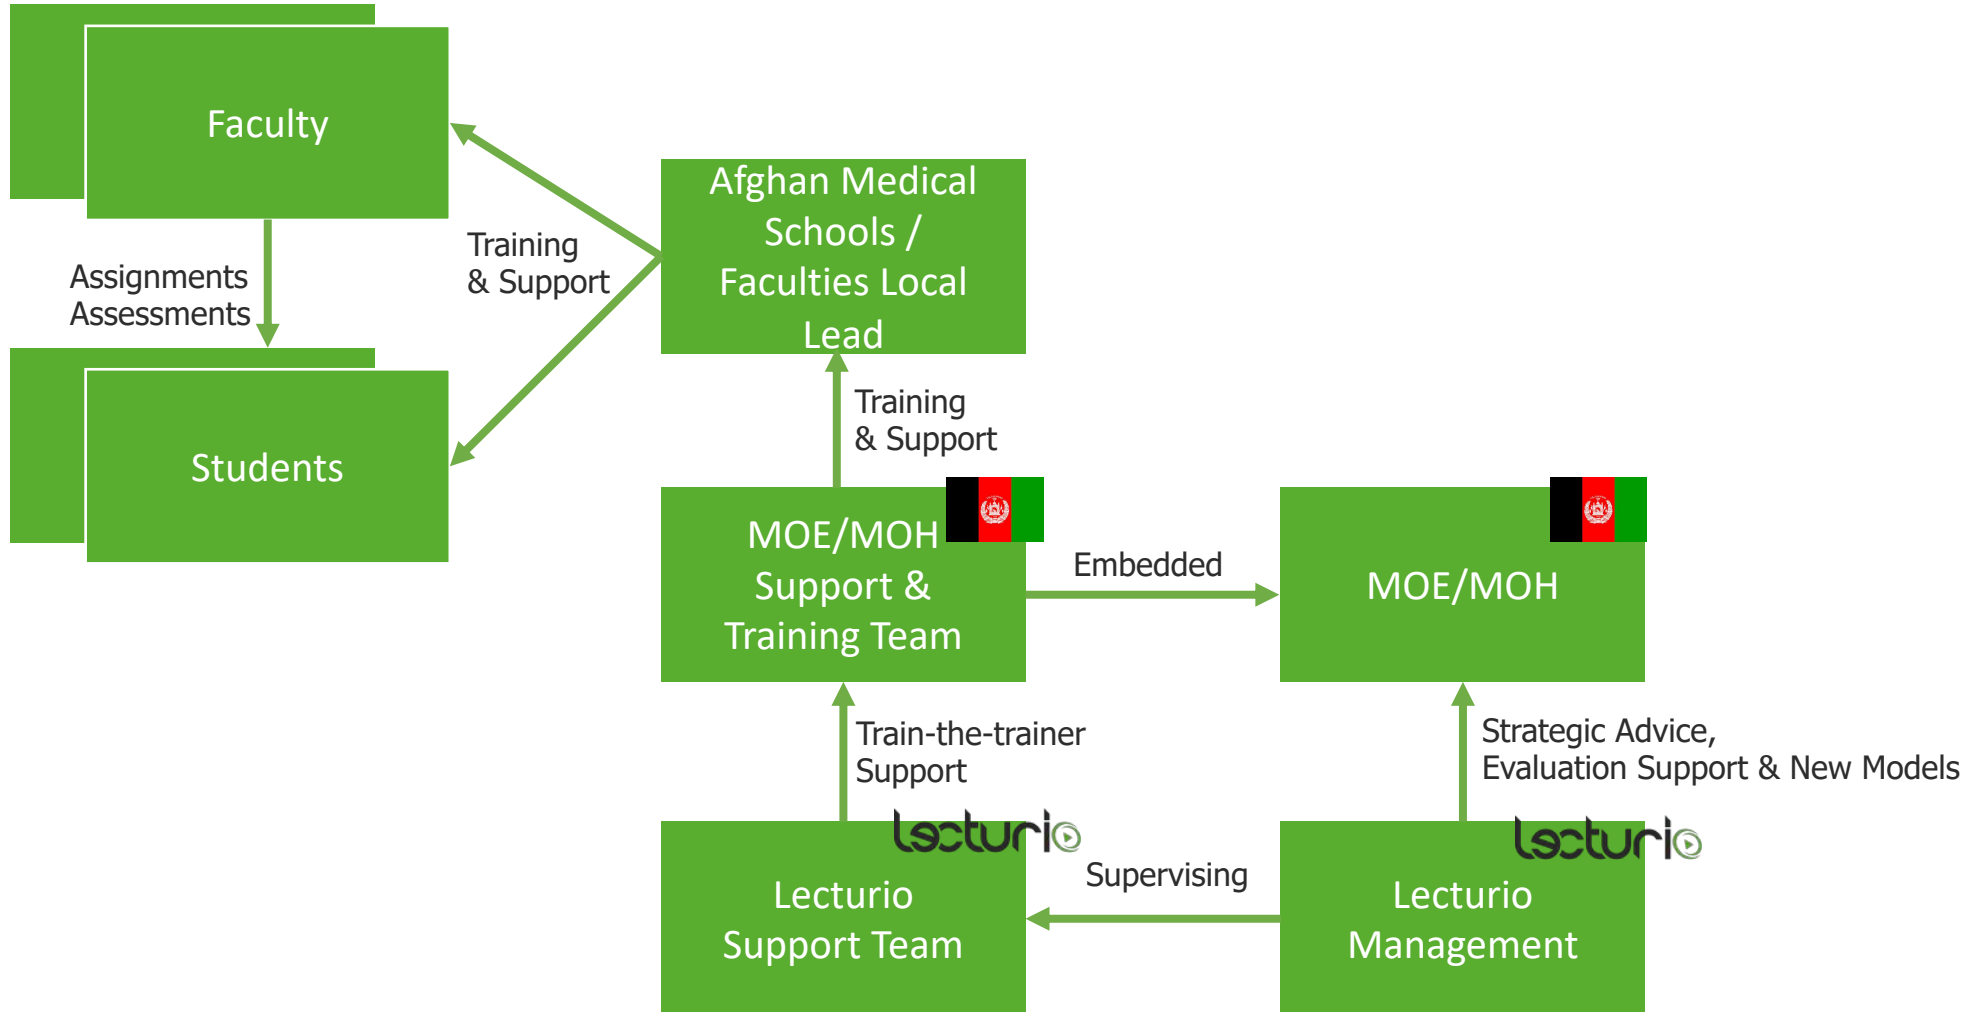 Faculty
Assignments
Assessments
Students
Training
& Support
Afghan Medical
Schools /
Faculties Local
Lead
Training
& Support
MOE/MOH
Support &
Training Team
Embedded
MOE/MOH
Train-the-trainer
Support
Strategic Advice,
Evaluation Support & New Models
lecturio
Lecturio
Support Team
Supervising
lecturio
Lecturio
Management